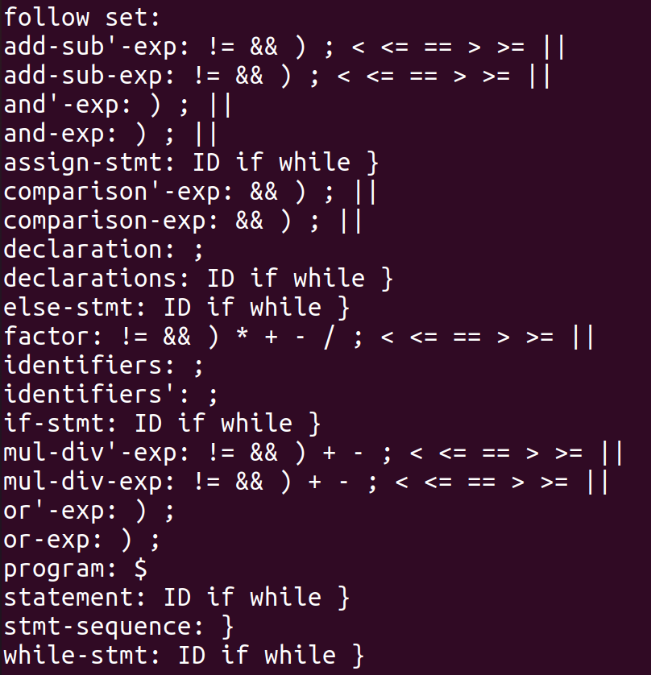 follow set:
add-sub'-exp: != && ) ; < <= == > >= ||
add-sub-exp: != && ) ; < <= == > >= ||
and'-exp: ) ; ||
and-exp: ) ; ||
assign-stmt: ID if while }
comparison'-exp: && ) ; ||
comparison-exp: && ) ; ||
declaration: ;
declarations: ID if while }
else-stmt: ID if while }
factor: != && ) * + - / ; < <= == > >= ||
identifiers: ;
identifiers': ;
if-stmt: ID if while }
mul-div'-exp: != && ) + - ; < <= == > >= ||
mul-div-exp: != && ) + - ; < <= == > >= ||
or'-exp: ) ;
or-exp: ) ;
program: $
statement: ID if while }
stmt-sequence: }
while-stmt: ID if while }